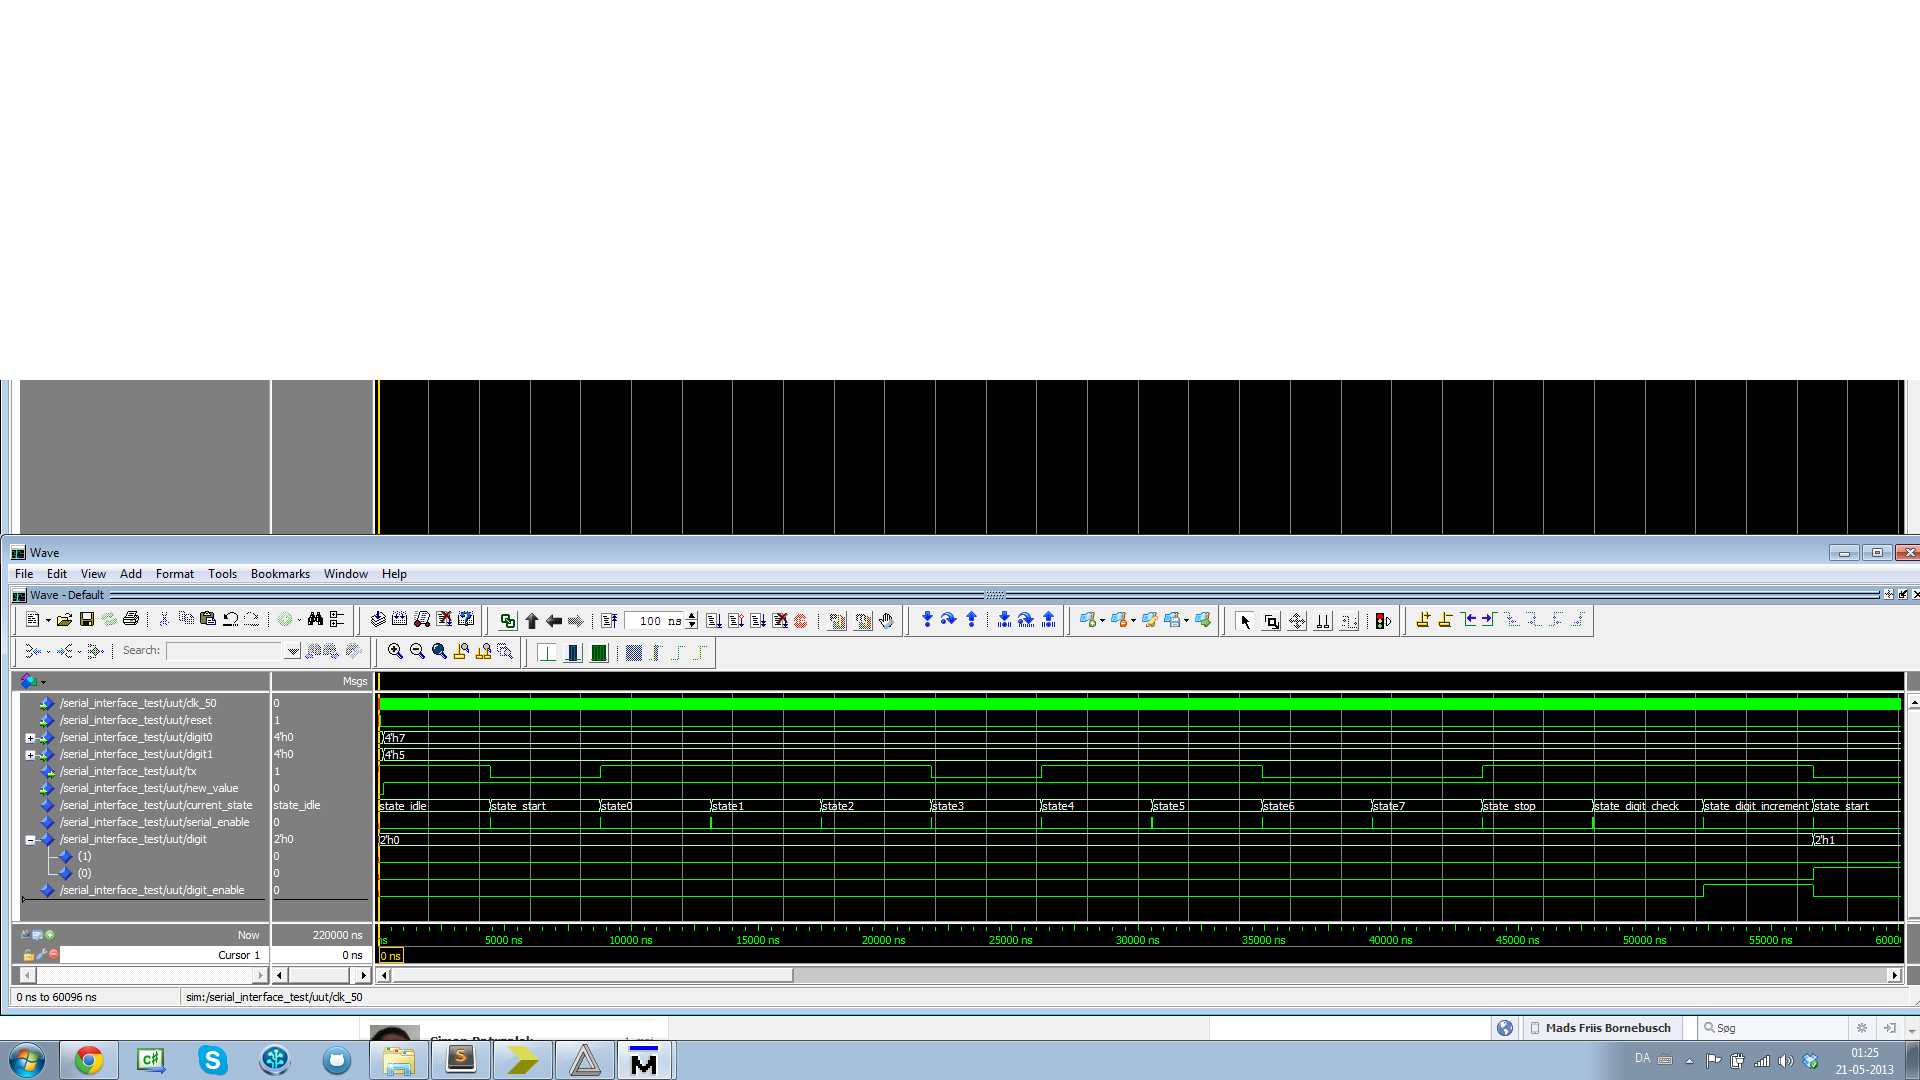 Wave
File Edit View Add Format Tools Bookmarks Window Help
Wave - Default
100 ns
Search:
Msgs
/serial_interface_test/uut/clk_50 0
/serial_interface_test/uut/reset 1
/serial_interface_test/uut/digit0 4'h0 4'h7
/serial_interface_test/uut/digit1 4'h0 4'h5
/serial_interface_test/uut/tx 1
/serial_interface_test/uut/new_value 0
/serial_interface_test/uut/current_state state_idle state_idle state_start state0 state1 state2 state3 state4 state5 state6 state7 state_stop state_digit_check state_digit_increment state_start
/serial_interface_test/uut/serial_enable 0
/serial_interface_test/uut/digit 2'h0 2'h0 2'h1
(1) 0
(0) 0
/serial_interface_test/uut/digit_enable 0
Now 220000 ns ns 5000 ns 10000 ns 15000 ns 20000 ns 25000 ns 30000 ns 35000 ns 40000 ns 45000 ns 50000 ns 55000 ns 60000
Cursor 1 0 ns 0 ns
0 ns to 60096 ns sim:/serial_interface_test/uut/clk_50
Mads Friis Bornebusch Søg
C#
S
M
DA
01:25
21-05-2013